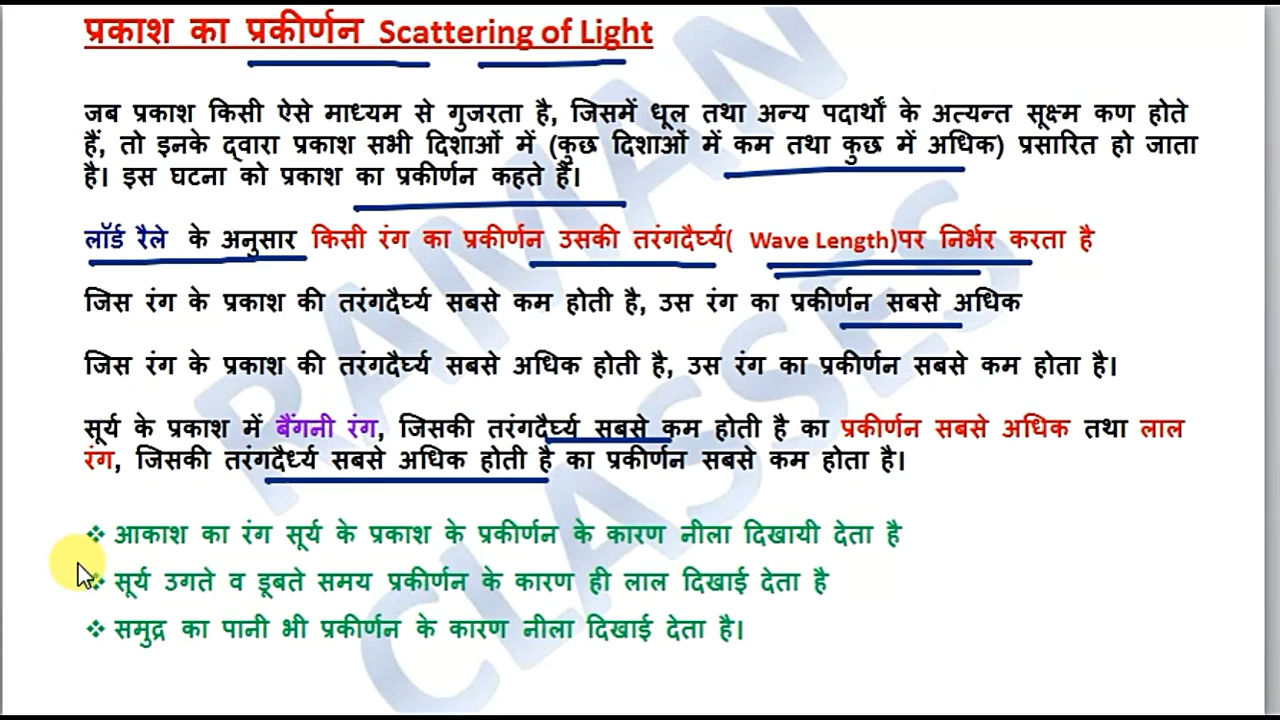 प्रकाश का प्रकीर्णन Scattering of Light
जब प्रकाश किसी ऐसे माध्यम से गुजरता है, जिसमें धूल तथा अन्य पदार्थों के अत्यन्त सूक्ष्म कण होते
हैं, तो इनके द्वारा प्रकाश सभी दिशाओं में (कुछ दिशाओं में कम तथा कुछ में अधिक) प्रसारित हो जाता
है। इस घटना को प्रकाश का प्रकीर्णन कहते हैं।
लॉर्ड रैले के अनुसार किसी रंग का प्रकीर्णन उसकी तरंगदैर्घ्य( Wave Length)पर निर्भर करता है
जिस रंग के प्रकाश की तरंगदैर्घ्य सबसे कम होती है, उस रंग का प्रकीर्णन सबसे अधिक
जिस रंग के प्रकाश की तरंगदैर्घ्य सबसे अधिक होती है, उस रंग का प्रकीर्णन सबसे कम होता है।
सूर्य के प्रकाश में बैंगनी रंग, जिसकी तरंगदैर्घ्य सबसे कम होती है का प्रकीर्णन सबसे अधिक तथा लाल
रंग, जिसकी तरंगदैर्ध्य सबसे अधिक होती है का प्रकीर्णन सबसे कम होता है।
❖ आकाश का रंग सूर्य के प्रकाश के प्रकीर्णन के कारण नीला दिखायी देता है
❖ सूर्य उगते व डूबते समय प्रकीर्णन के कारण ही लाल दिखाई देता है
❖ समुद्र का पानी भी प्रकीर्णन के कारण नीला दिखाई देता है।
RAMAN
CLASSES